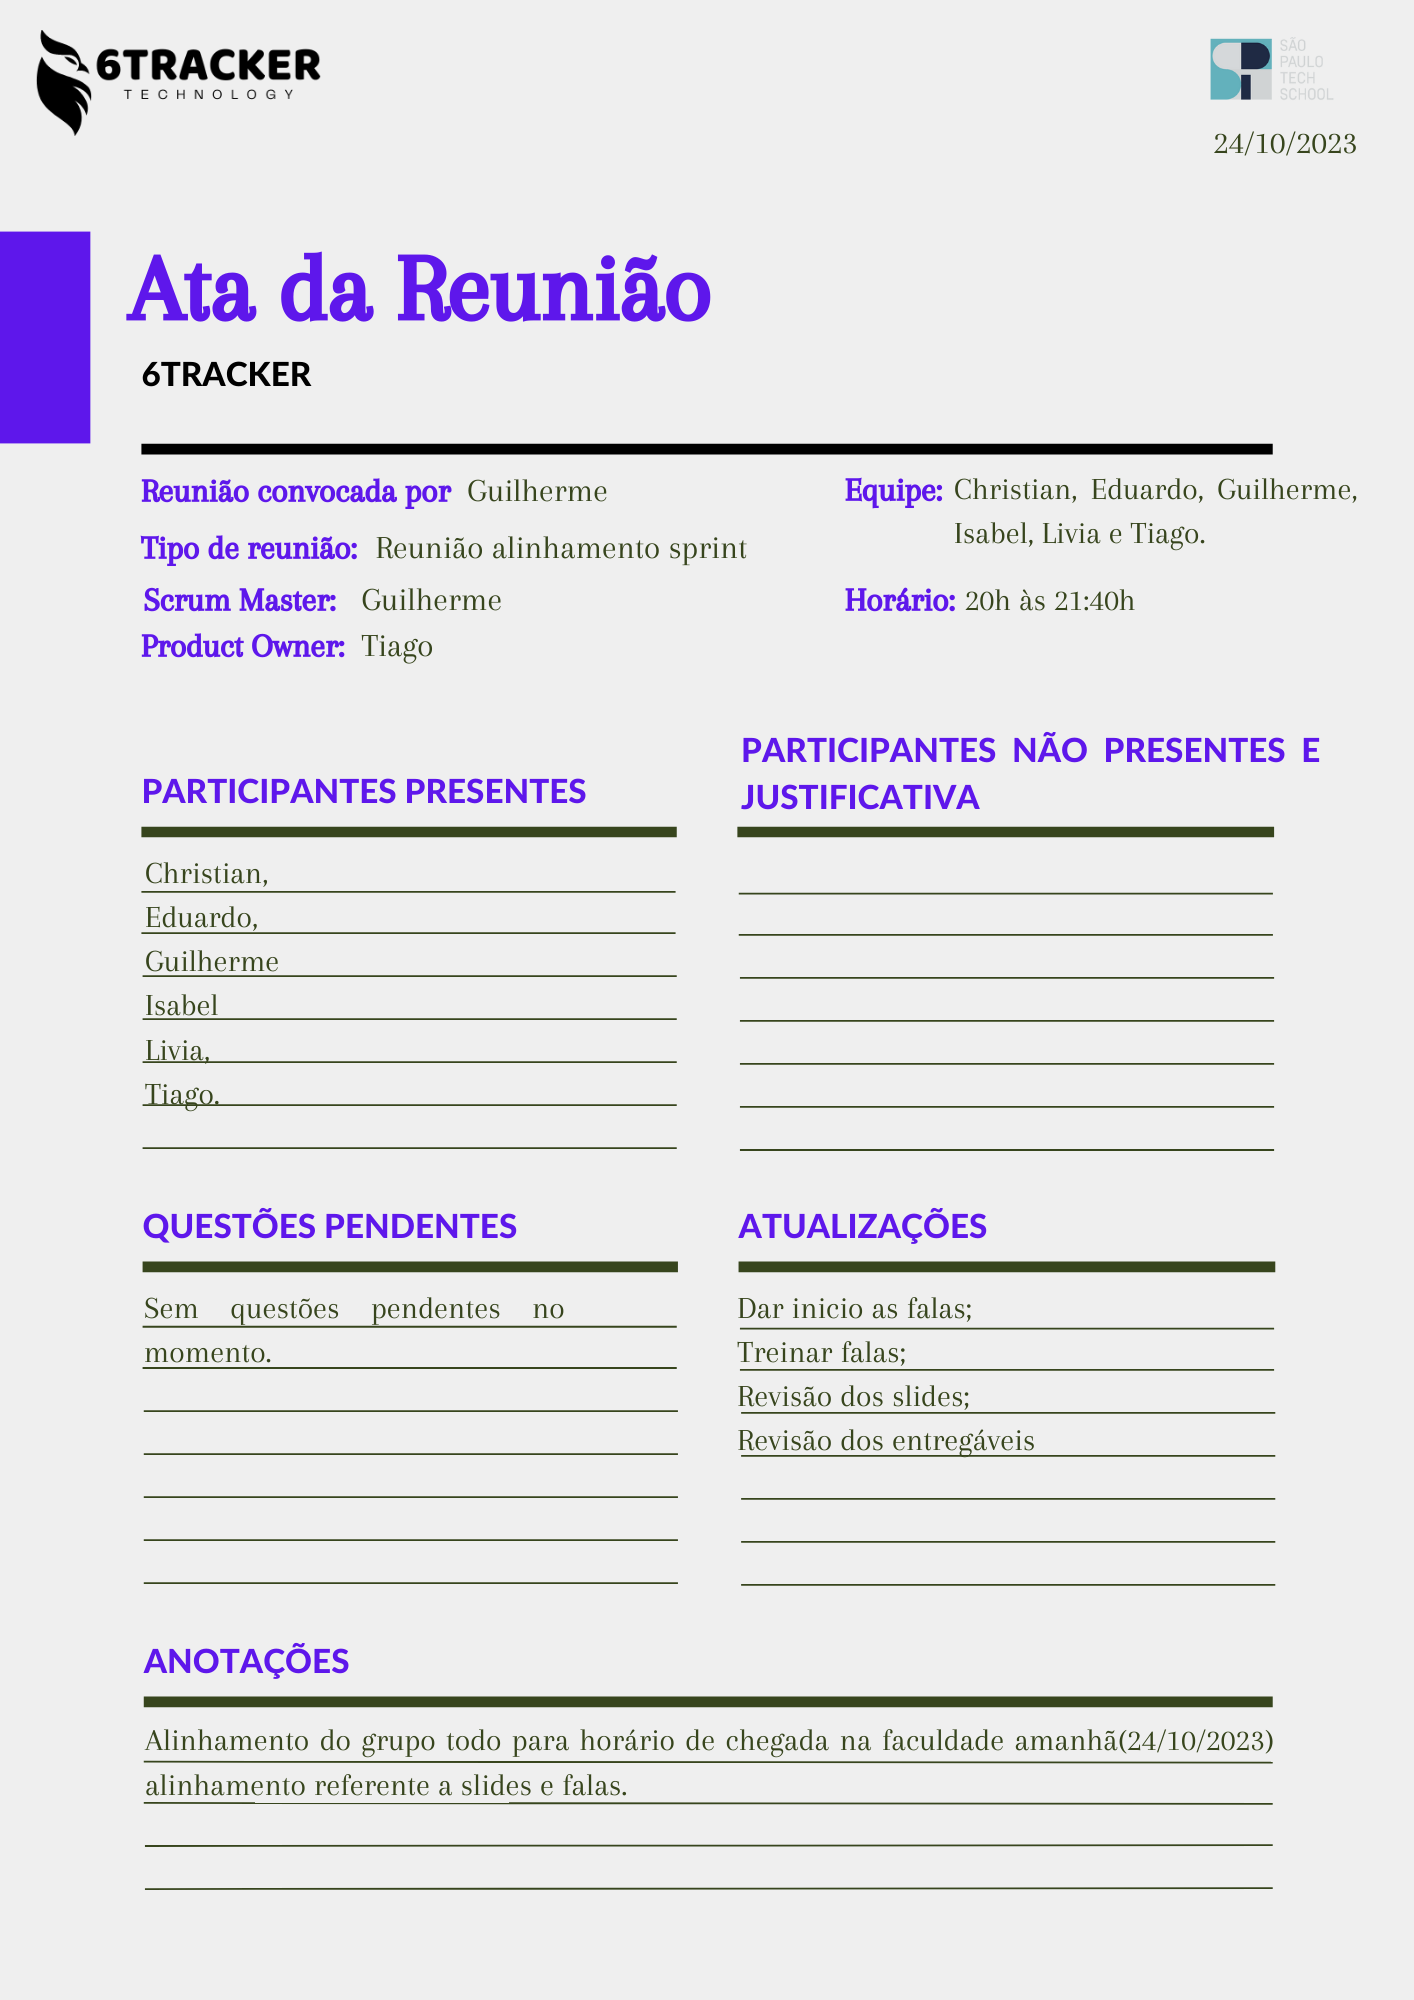 6TRACKER
TECHNOLOGY
SÃO
PAULO
TECH
SCHOOL
24/10/2023
Ata da Reunião
6TRACKER
Reunião convocada por Guilherme
Equipe: Christian, Eduardo, Guilherme,
Isabel, Livia e Tiago.
Tipo de reunião: Reunião alinhamento sprint
Scrum Master: Guilherme
Horário: 20h às 21:40h
Product Owner: Tiago
PARTICIPANTES PRESENTES
Christian,
Eduardo,
Guilherme
Isabel
Livia,
Tiago.
PARTICIPANTES NÃO PRESENTES E
JUSTIFICATIVA
QUESTÕES PENDENTES
Sem questões pendentes no
momento.
ATUALIZAÇÕES
Dar inicio as falas;
Treinar falas;
Revisão dos slides;
Revisão dos entregáveis
ANOTAÇÕES
Alinhamento do grupo todo para horário de chegada na faculdade amanhã(24/10/2023)
alinhamento referente a slides e falas.